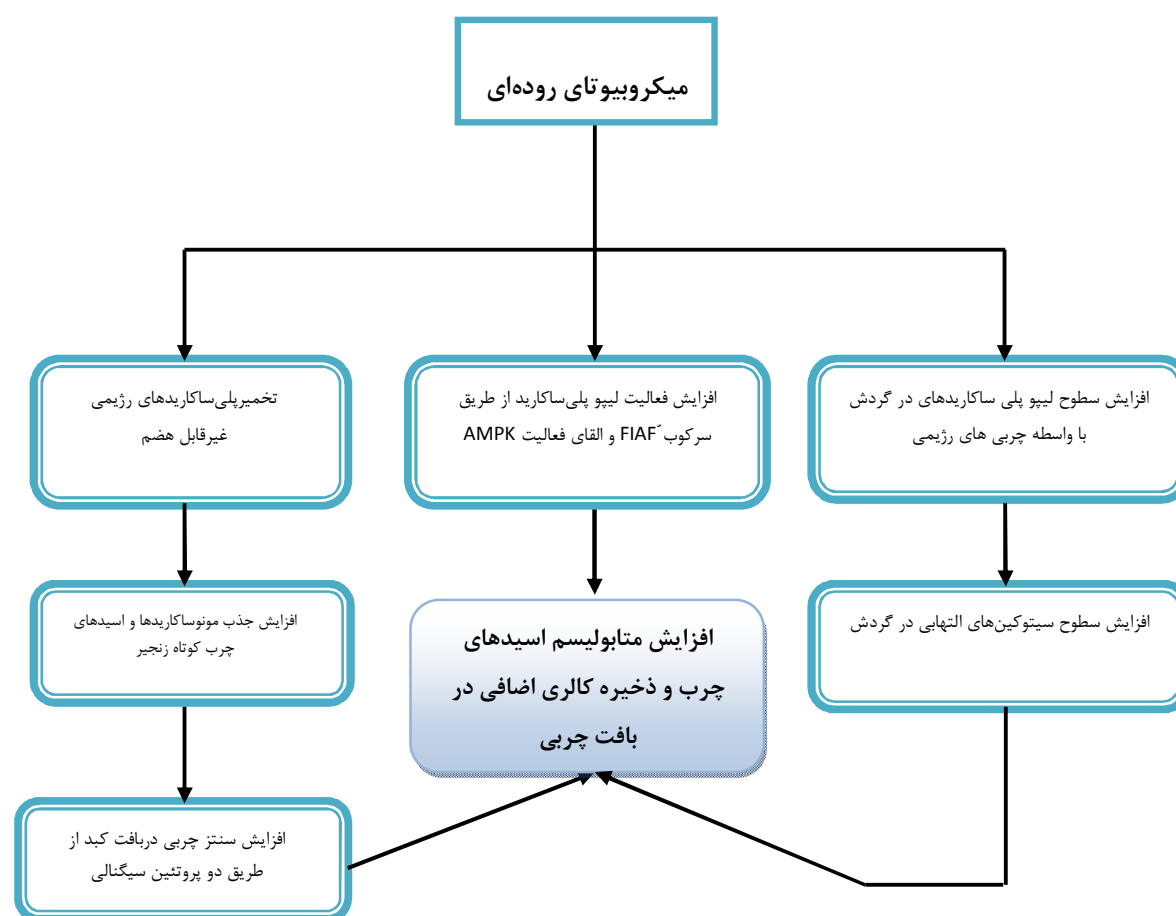 میکروبیوتای روده‌ای
افزایش سطوح لیپو پلی ساکاریدهای در گردش
با واسطه چربی های رژیمی
افزایش فعالیت لیپو پلی‌ساکارید از طریق
سرکوب FIAF و القای فعالیت AMPK
تخمیرپلی‌ساکاریدهای رژیمی
غیرقابل هضم
افزایش سطوح سیتوکین‌های التهابی در گردش
افزایش متابولیسم اسیدهای
چرب و ذخیره کالری اضافی در
بافت چربی
افزایش جذب مونوساکاریدها و اسیدهای
چرب کوتاه زنجیر
افزایش سنتز چربی دربافت کبد از
طریق دو پروتئین سیگنالی